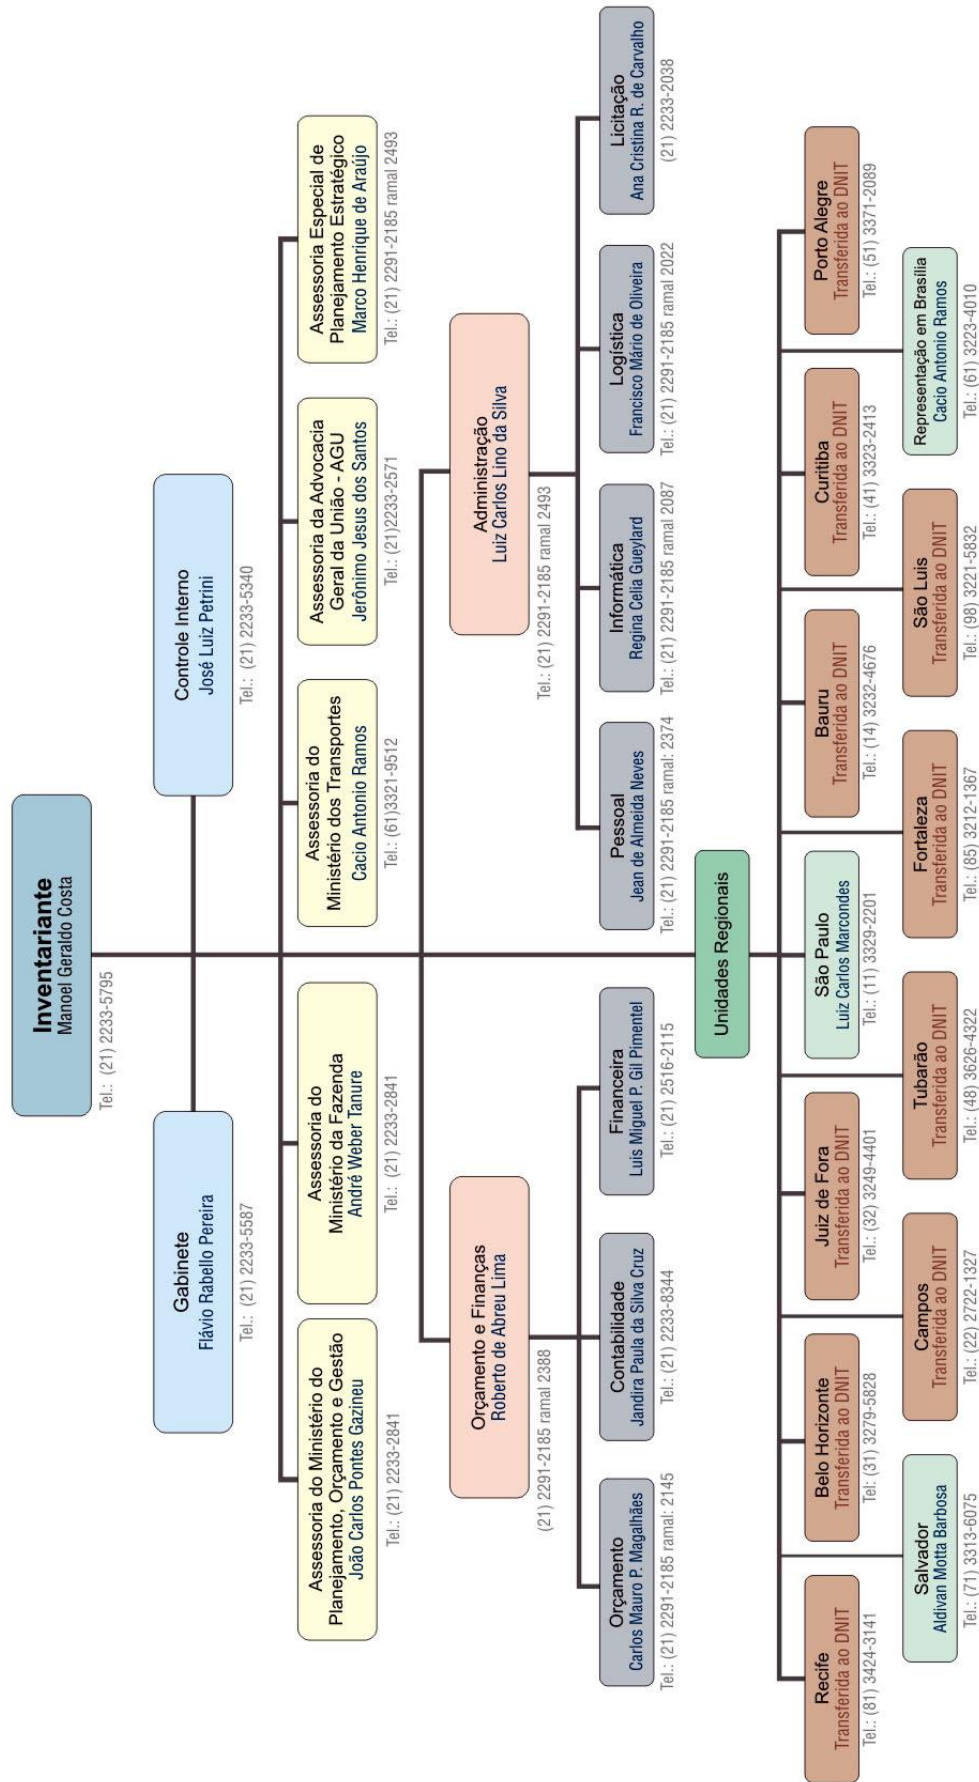 Inventariante
Manoel Geraldo Costa
Tel.: (21) 2233-5795
Gabinete
Flávio Rabello Pereira
Tel.: (21) 2233-5587
Controle Interno
José Luiz Petrini
Tel.: (21) 2233-5340
Assessoria do Ministério do
Planejamento, Orçamento e Gestão
João Carlos Pontes Gazineu
Tel.: (21) 2233-2841
Assessoria do
Ministério da Fazenda
André Weber Tanure
Tel.: (21) 2233-2841
Assessoria do
Ministério dos Transportes
Cacio Antonio Ramos
Tel.: (61)3321-9512
Assessoria da Advocacia
Geral da União - AGU
Jerônimo Jesus dos Santos
Tel.: (21)2233-2571
Assessoria Especial de
Planejamento Estratégico
Marco Henrique de Araújo
Tel.: (21) 2291-2185 ramal 2493
Orçamento e Finanças
Roberto de Abreu Lima
(21) 2291-2185 ramal 2388
Administração
Luiz Carlos Lino da Silva
Tel.: (21) 2291-2185 ramal 2493
Orçamento
Carlos Mauro P. Magalhães
Tel.: (21) 2291-2185 ramal: 2145
Contabilidade
Jandira Paula da Silva Cruz
Tel.: (21) 2233-8344
Financeira
Luis Miguel P. Gil Pimentel
Tel.: (21) 2516-2115
Pessoal
Jean de Almeida Neves
Tel.: (21) 2291-2185 ramal: 2374
Informática
Regina Celia Gueylard
Tel.: (21) 2291-2185 ramal 2087
Logística
Francisco Mário de Oliveira
Tel.: (21) 2291-2185 ramal 2022
Licitação
Ana Cristina R. de Carvalho
(21) 2233-2038
Unidades Regionais
Recife
Transferida ao DNIT
Tel.: (81) 3424-3141
Belo Horizonte
Transferida ao DNIT
Tel: (31) 3279-5828
Juiz de Fora
Transferida ao DNIT
Tel.: (32) 3249-4401
São Paulo
Luiz Carlos Marcondes
Tel.: (11) 3329-2201
Bauru
Transferida ao DNIT
Tel.: (14) 3232-4676
Curitiba
Transferida ao DNIT
Tel.: (41) 3323-2413
Porto Alegre
Transferida ao DNIT
Tel.: (51) 3371-2089
Salvador
Aldivan Motta Barbosa
Tel.: (71) 3313-6075
Campos
Transferida ao DNIT
Tel.: (22) 2722-1327
Tubarão
Transferida ao DNIT
Tel.: (48) 3626-4322
Fortaleza
Transferida ao DNIT
Tel.: (85) 3212-1367
São Luis
Transferida ao DNIT
Tel.: (98) 3221-5832
Representação em Brasília
Cacio Antonio Ramos
Tel.: (61) 3223-4010